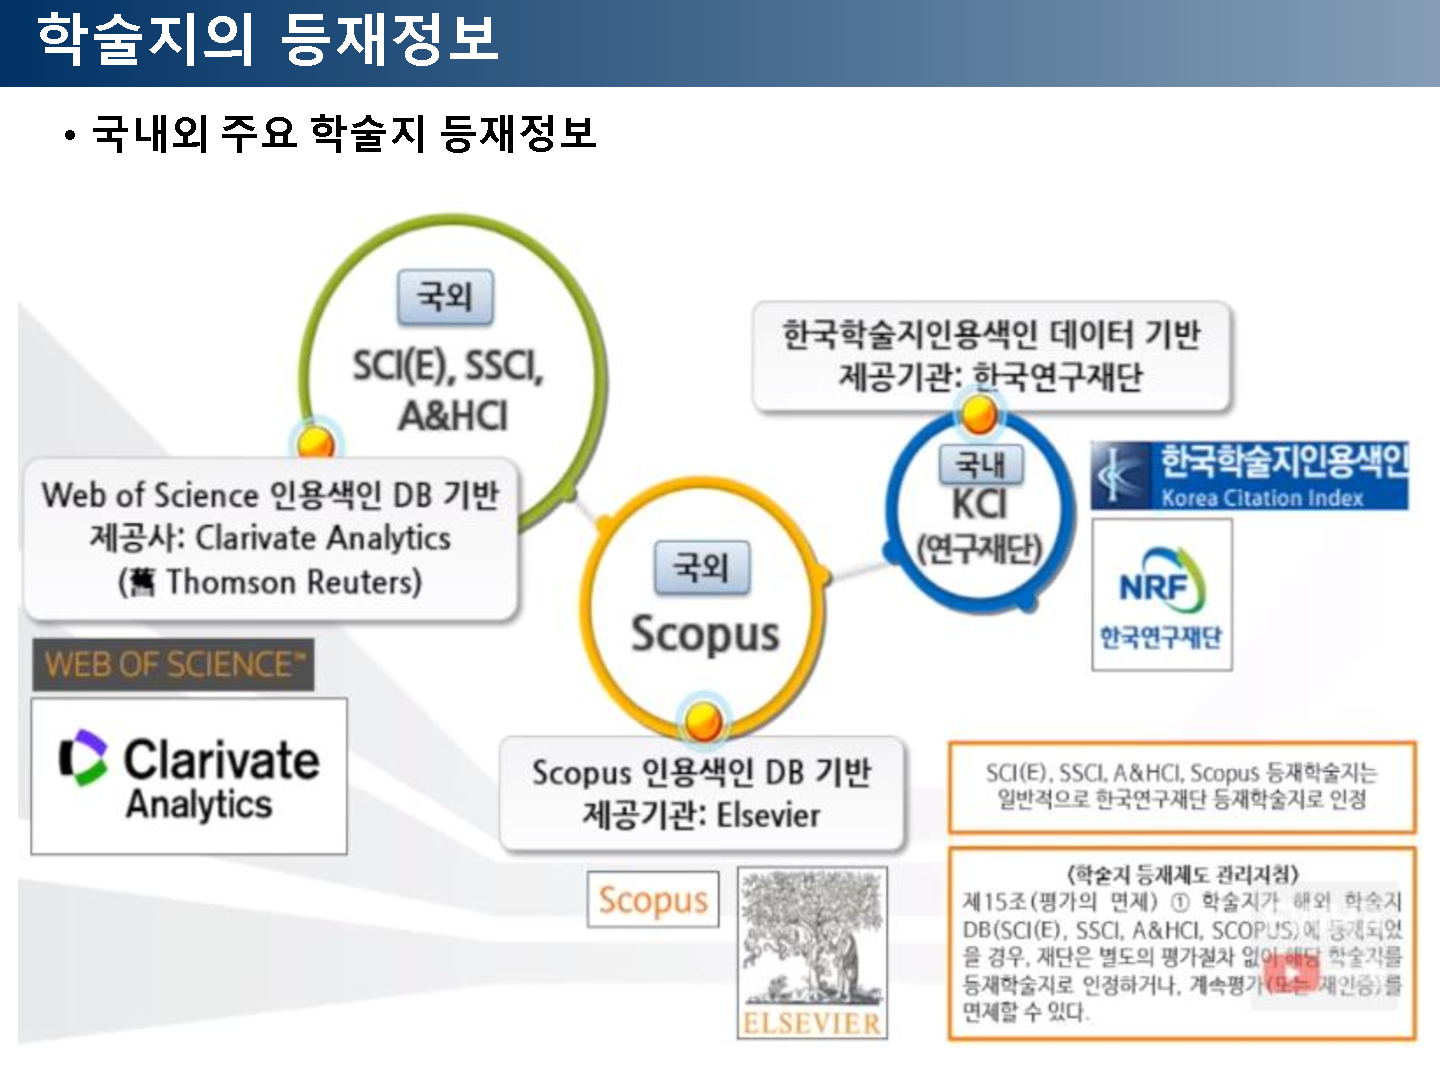 학술지의 등재정보
• 국내외 주요 학술지 등재정보
국외
SCI(E), SSCI,
A&HCI
Web of Science 인용색인 DB 기반
제공사: Clarivate Analytics
(舊 Thomson Reuters)
WEB OF SCIENCE™
Clarivate
Analytics
국외
Scopus
Scopus 인용색인 DB 기반
제공기관: Elsevier
Scopus
ELSEVIER
한국학술지인용색인 데이터 기반
제공기관: 한국연구재단
국내
KCI
(연구재단)
한국학술지인용색인
Korea Citation Index
NRF
한국연구재단
SCI(E), SSCI, A&HCI, Scopus 등재학술지는
일반적으로 한국연구재단 등재학술지로 인정
〈학술지 등재제도 관리지침〉
제15조(평가의 면제) ① 학술지가 해외 학술지
DB(SCI(E), SSCI, A&HCI, SCOPUS)에 등재되었
을 경우, 재단은 별도의 평가절차 없이 해당 학술지를
등재학술지로 인정하거나, 계속평가(또는 재인증)를
면제할 수 있다.